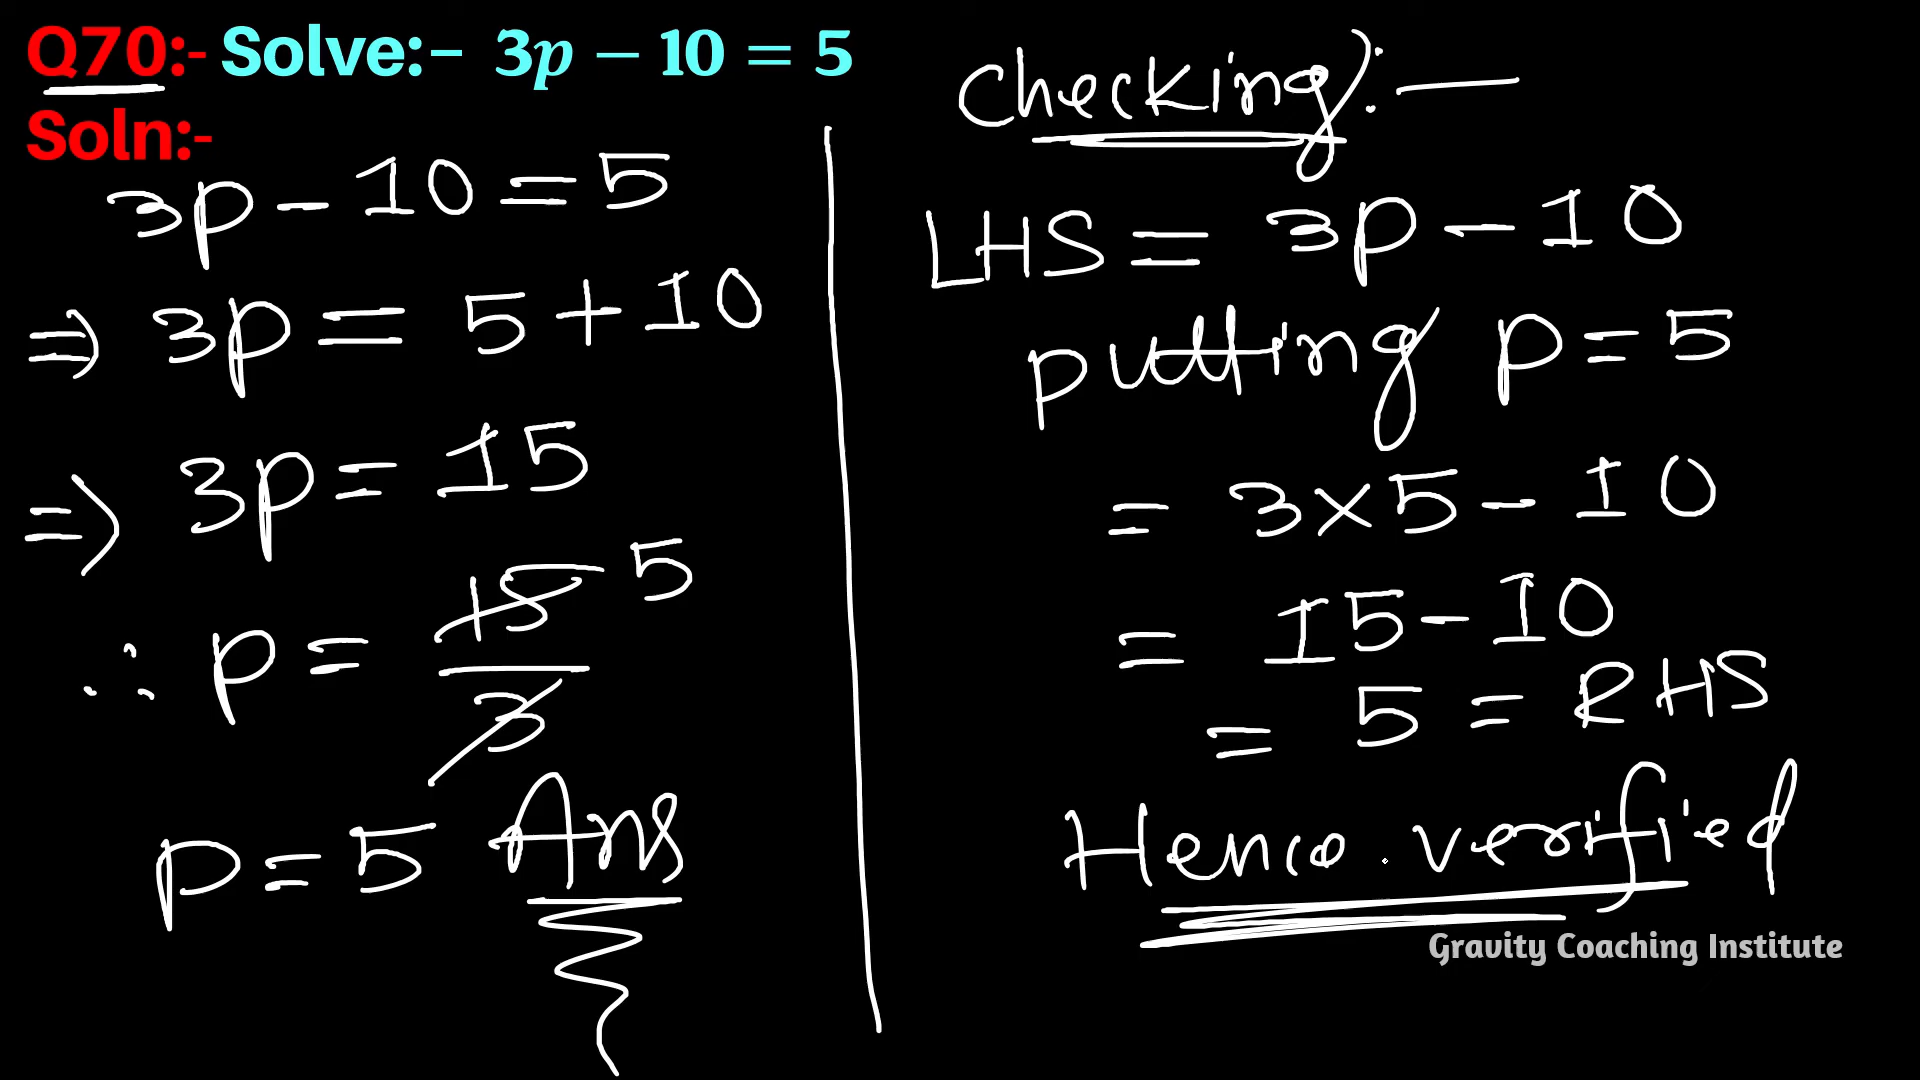 Q70:- Solve:- 3p − 10 = 5
Soln:-
3p - 10 = 5
⇒ 3p = 5 + 10
⇒ 3p = 15
∴ p = 15/3 5
p = 5 Ans
Checking:—
LHS = 3p - 10
putting p = 5
= 3 × 5 - 10
= 15 - 10
= 5 = RHS
Hence verified
Gravity Coaching Institute